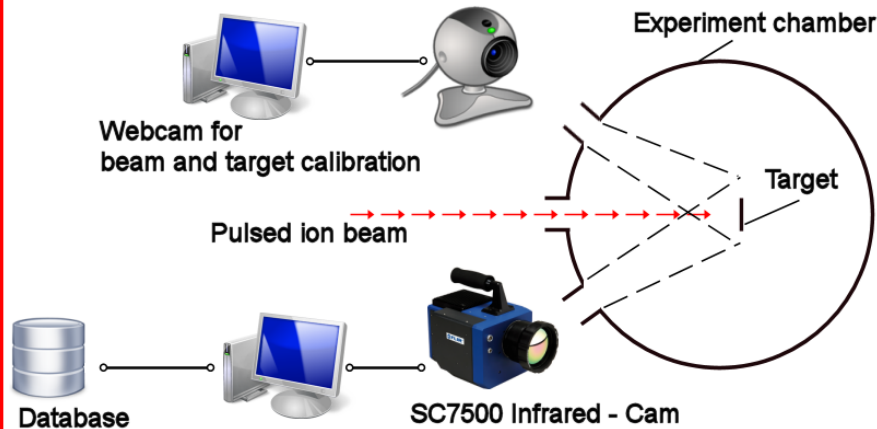 Experiment chamber
Webcam for
beam and target calibration
Target
Pulsed ion beam
Database
SC7500 Infrared - Cam